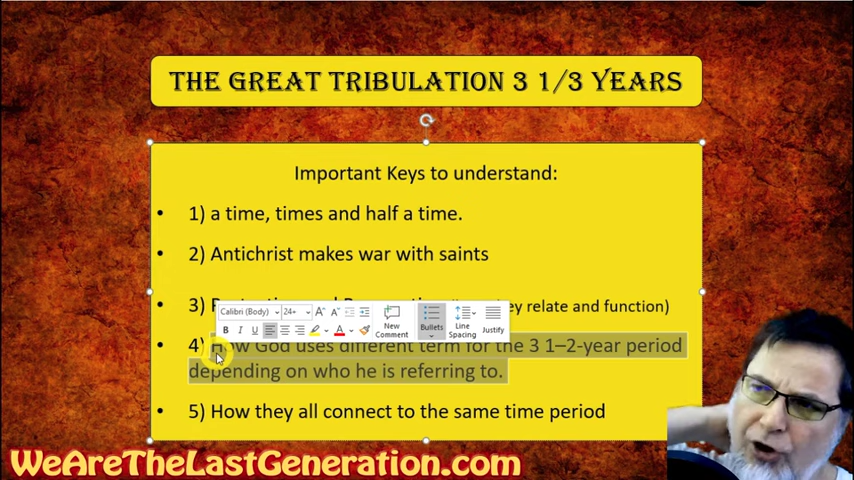 THE GREAT TRIBULATION 3 1/3 YEARS
Important Keys to understand:
• 1) a time, times and half a time.
• 2) Antichrist makes war with saints
• 3) they relate and function)
Calibri (Body) 24+ A A
B I U A New Comment Bullets Line Spacing Justify
• 4) How God uses different term for the 3 1–2-year period
depending on who he is referring to.
• 5) How they all connect to the same time period
WeAreTheLastGeneration.com